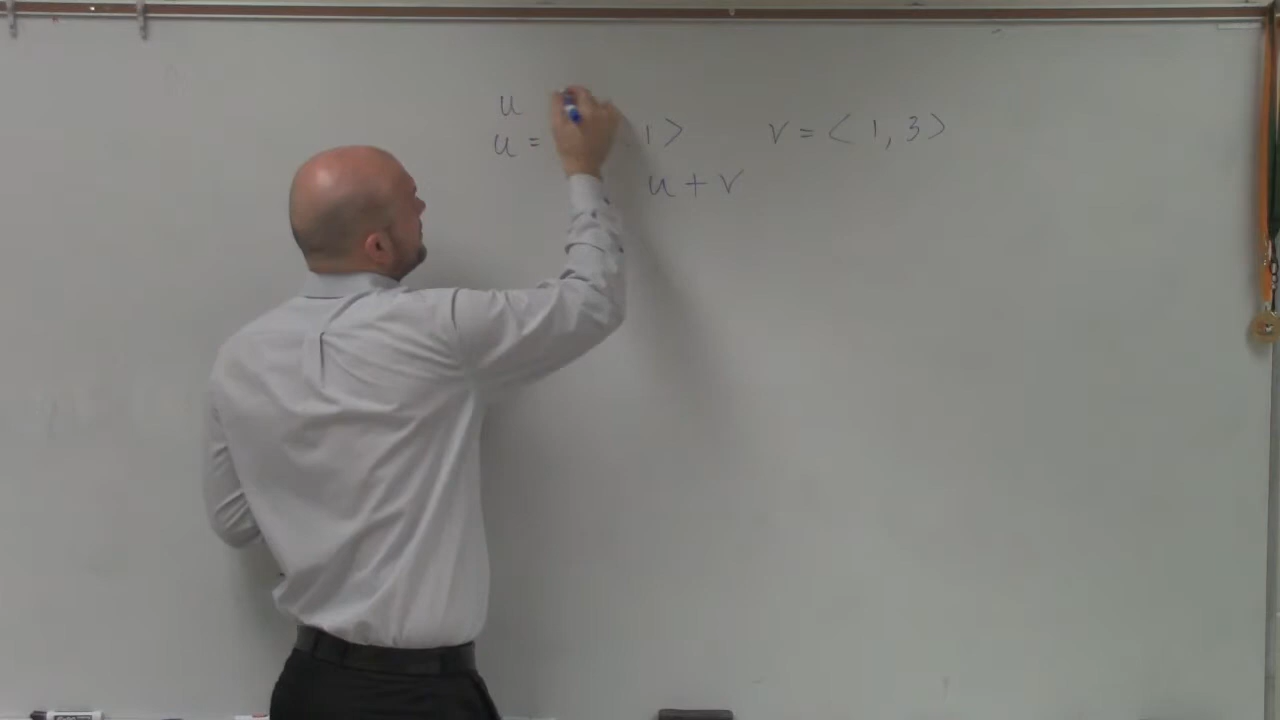 u
u = 1 > v = < 1, 3 >
u + v